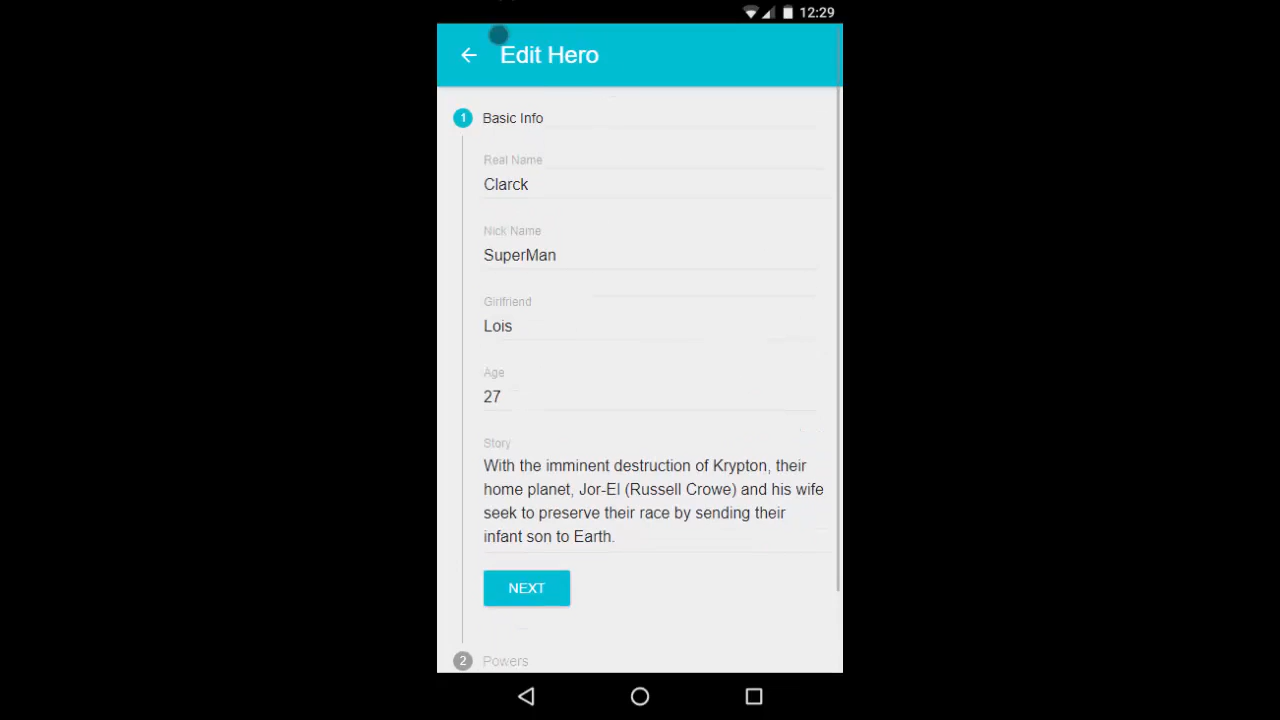 12:29
Edit Hero
1 Basic Info
Real Name
Clarck
Nick Name
SuperMan
Girlfriend
Lois
Age
27
Story
With the imminent destruction of Krypton, their
home planet, Jor-El (Russell Crowe) and his wife
seek to preserve their race by sending their
infant son to Earth.
NEXT
2 Powers